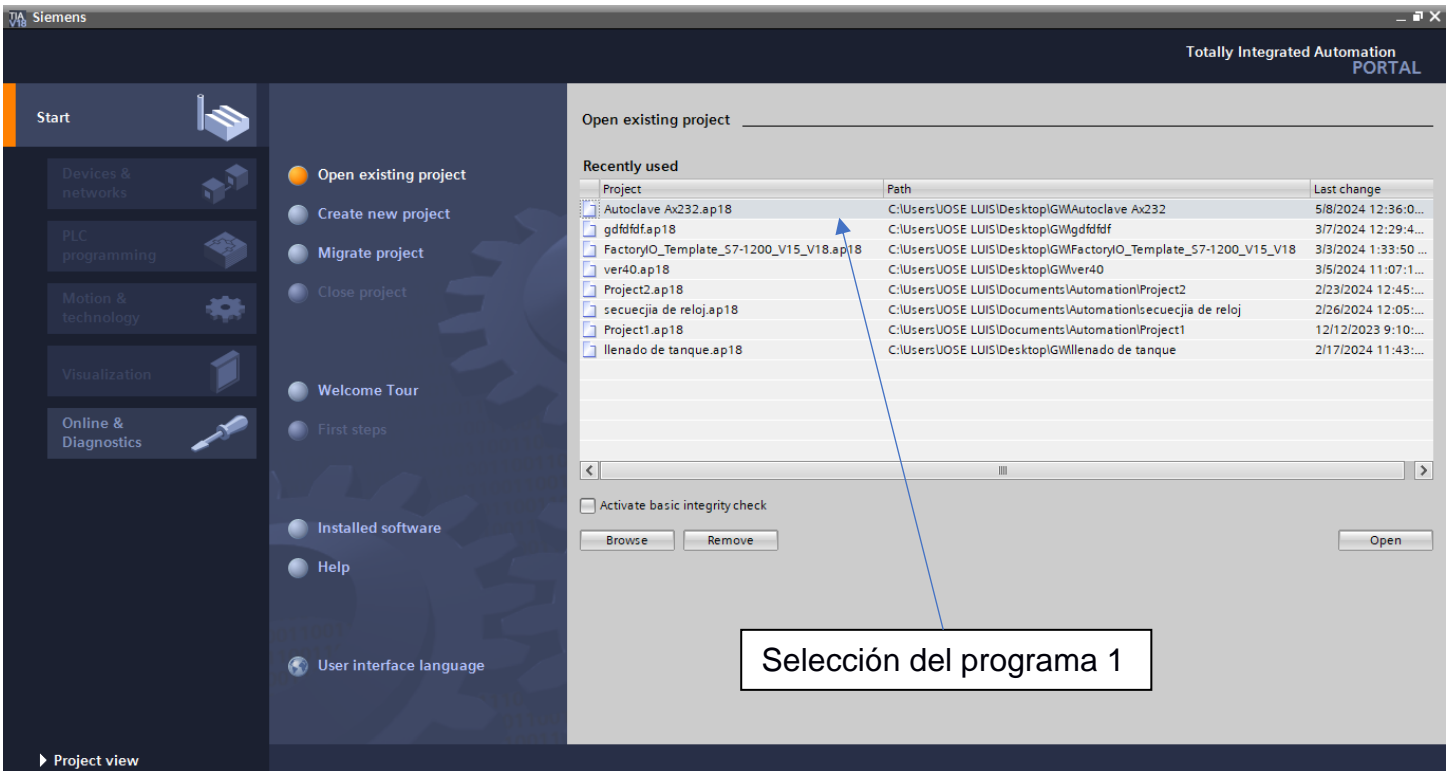 TIA V18 Siemens
Totally Integrated Automation
PORTAL
Start
Devices &
networks
PLC
programming
Motion &
technology
Visualization
Online &
Diagnostics
Open existing project
Create new project
Migrate project
Close project
Welcome Tour
First steps
Installed software
Help
User interface language
Open existing project
Recently used
Project Path Last change
Autoclave Ax232.ap18 C:\Users\JOSE LUIS\Desktop\GW\Autoclave Ax232 5/8/2024 12:36:0...
gdfdfdf.ap18 C:\Users\JOSE LUIS\Desktop\GW\gdfdfdf 3/7/2024 12:29:4...
FactoryIO_Template_S7-1200_V15_V18.ap18 C:\Users\JOSE LUIS\Desktop\GW\FactoryIO_Template_S7-1200_V15_V18 3/3/2024 1:33:50 ...
ver40.ap18 C:\Users\JOSE LUIS\Desktop\GW\ver40 3/5/2024 11:07:1...
Project2.ap18 C:\Users\JOSE LUIS\Documents\Automation\Project2 2/23/2024 12:45:...
secuecjia de reloj.ap18 C:\Users\JOSE LUIS\Documents\Automation\secuecjia de reloj 2/26/2024 12:05:...
Project1.ap18 C:\Users\JOSE LUIS\Documents\Automation\Project1 12/12/2023 9:10:...
llenado de tanque.ap18 C:\Users\JOSE LUIS\Desktop\GW\llenado de tanque 2/17/2024 11:43:...
Activate basic integrity check
Browse Remove Open
Selección del programa 1
Project view